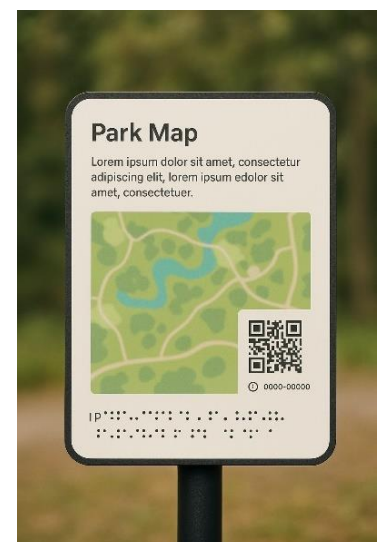 Park Map
Lorem ipsum dolor sit amet, consectetur
adipiscing elit, lorem ipsum edolor sit
amet, consectetuer.
0000-00000